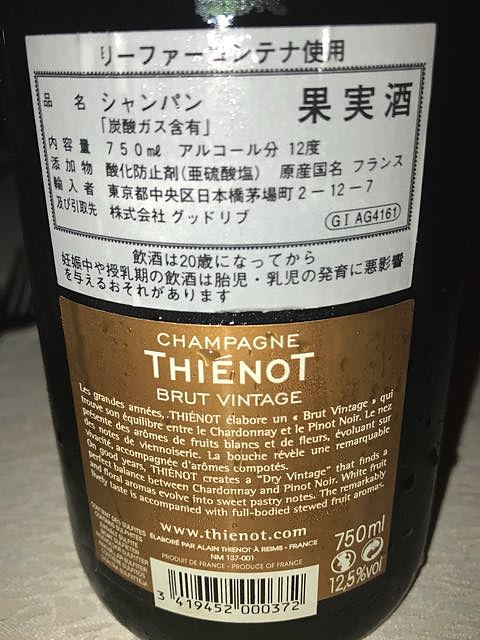 リーファーコンテナ使用
品 名 シャンパン 果実酒
「炭酸ガス含有」
内容量 750ml アルコール分 12度
添加物 酸化防止剤(亜硫酸塩) 原産国名 フランス
輸入者 東京都中央区日本橋茅場町2-12-7
及び引取先 株式会社 グッドリブ GI AG4161
飲酒は20歳になってから
妊娠中や授乳期の飲酒は胎児・乳児の発育に悪影響
を与えるおそれがあります
CHAMPAGNE
THIÉNOT
BRUT VINTAGE
Les grandes années, THIÉNOT élabore un « Brut Vintage » qui
trouve son équilibre entre le Chardonnay et le Pinot Noir. Le nez
présente des arômes de fruits blancs et de fleurs, évoluant sur
des notes de viennoiserie. La bouche révèle une remarquable
vivacité, accompagnée d'arômes compotés.
On good years, THIÉNOT creates a "Dry Vintage" that finds a
perfect balance between Chardonnay and Pinot Noir. White fruit
and floral aromas evolve into sweet pastry notes. The remarkably
lively taste is accompanied with full-bodied stewed fruit aromas.
www.thienot.com
ÉLABORÉ PAR ALAIN THIENOT À REIMS - FRANCE
NM 137-001
PRODUIT DE FRANCE - PRODUCE OF FRANCE
750ml
12,5%vol
CONTIENT DES SULFITES
3 419452 000372